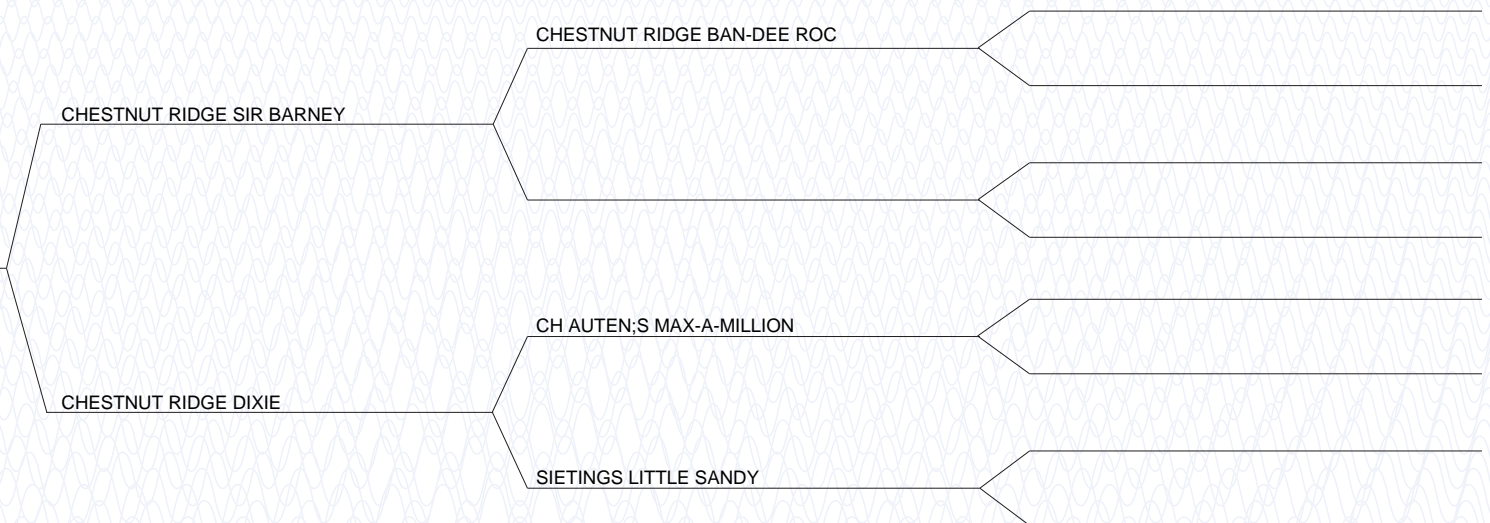 CHESTNUT RIDGE BAN-DEE ROC
CHESTNUT RIDGE SIR BARNEY
CH AUTEN;S MAX-A-MILLION
CHESTNUT RIDGE DIXIE
SIETINGS LITTLE SANDY